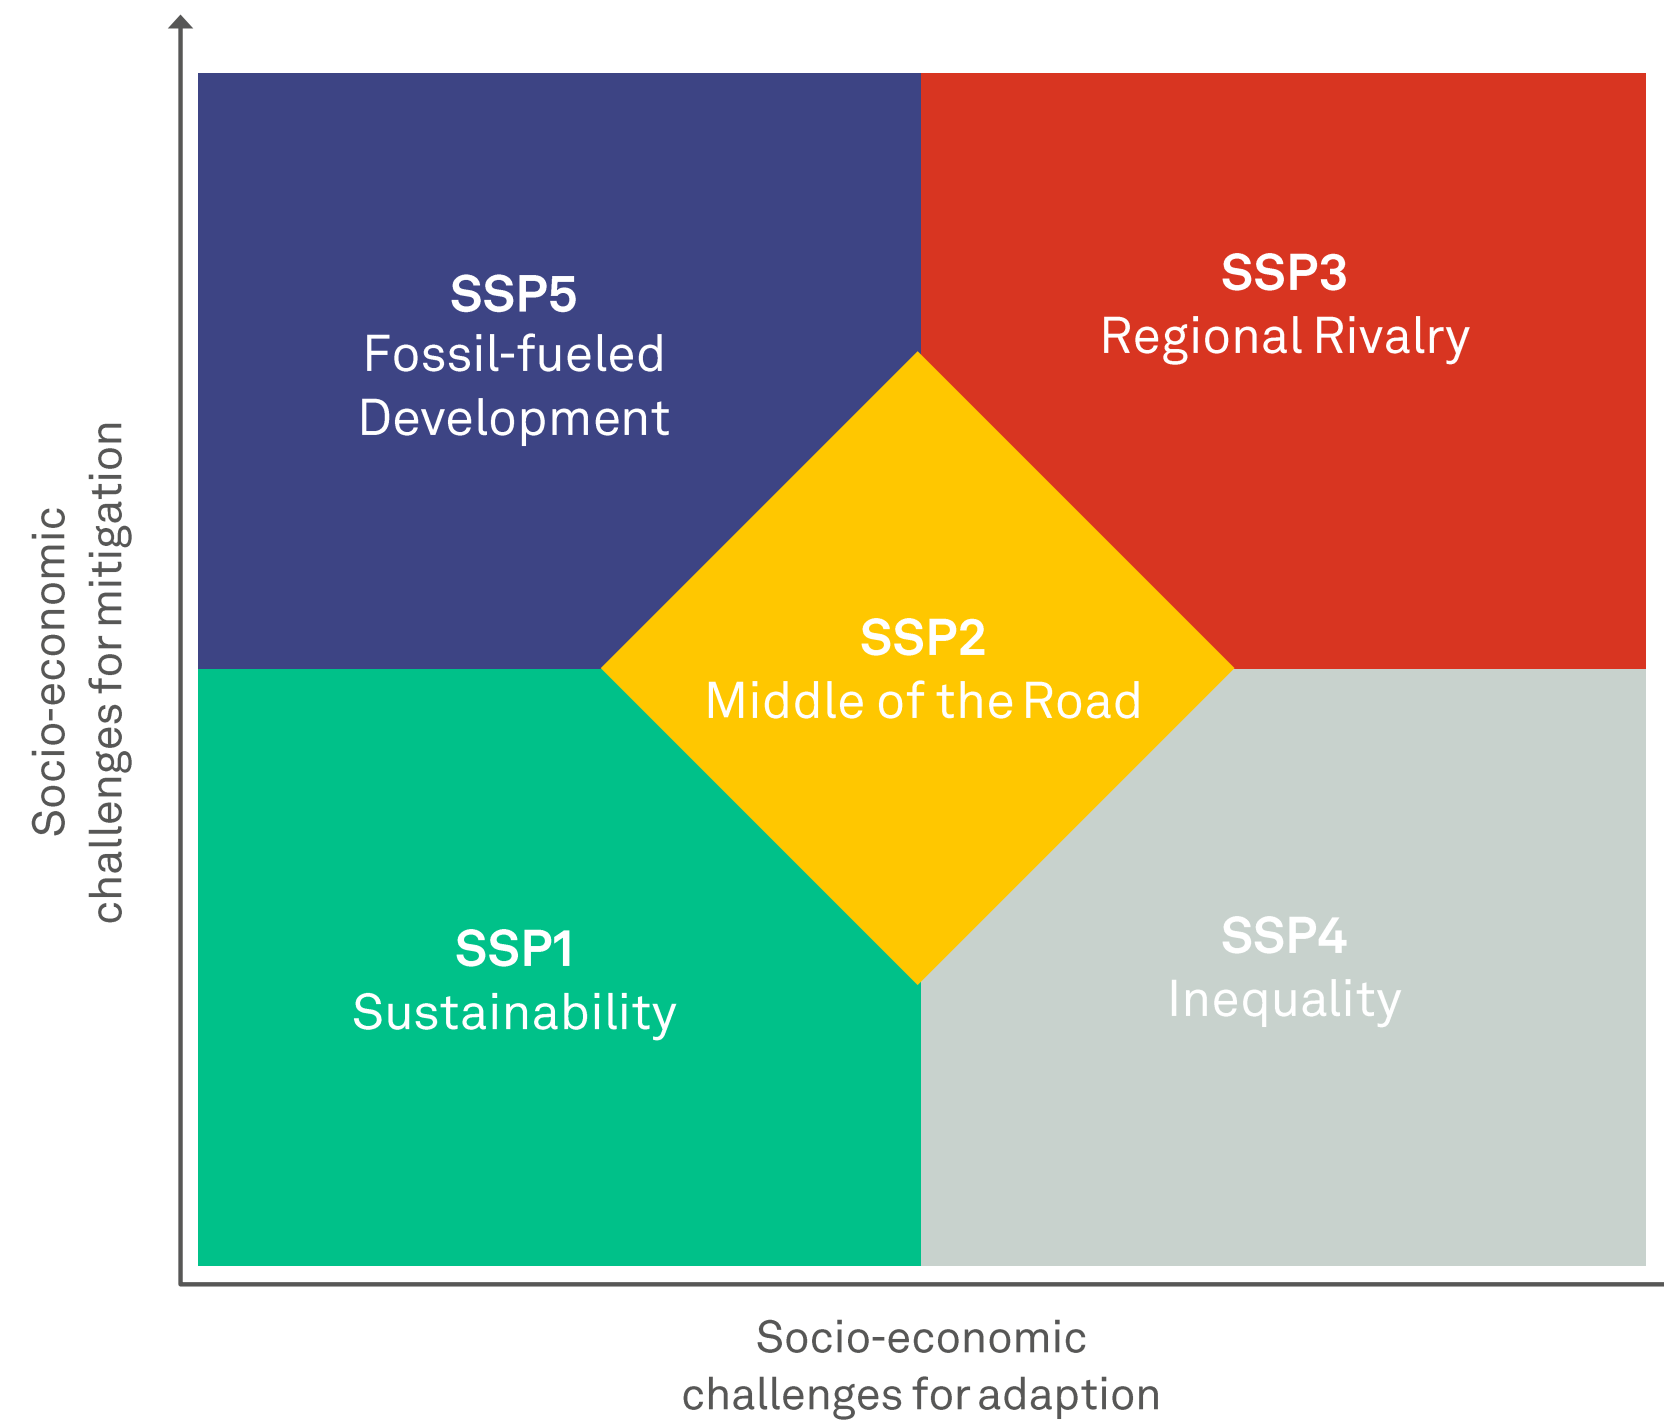 SSP5
Fossil-fueled
Development
SSP3
Regional Rivalry
SSP2
Middle of the Road
SSP1
Sustainability
SSP4
Inequality
Socio-economic
challenges for mitigation
Socio-economic
challenges for adaption